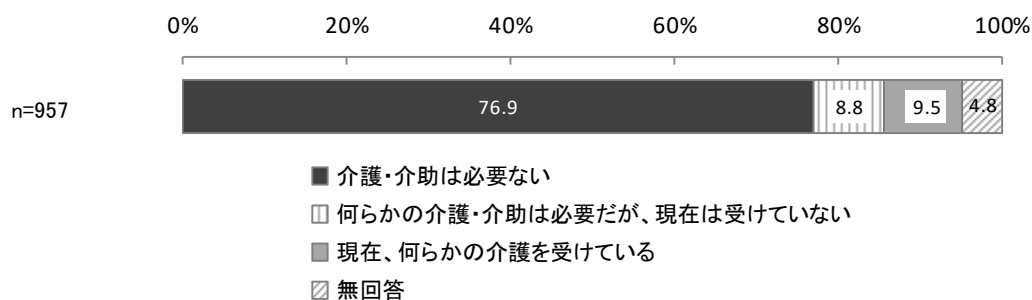 0% 20% 40% 60% 80% 100%
n=957 76.9 8.8 9.5 4.8
介護・介助は必要ない
何らかの介護・介助は必要だが、現在は受けていない
現在、何らかの介護を受けている
無回答